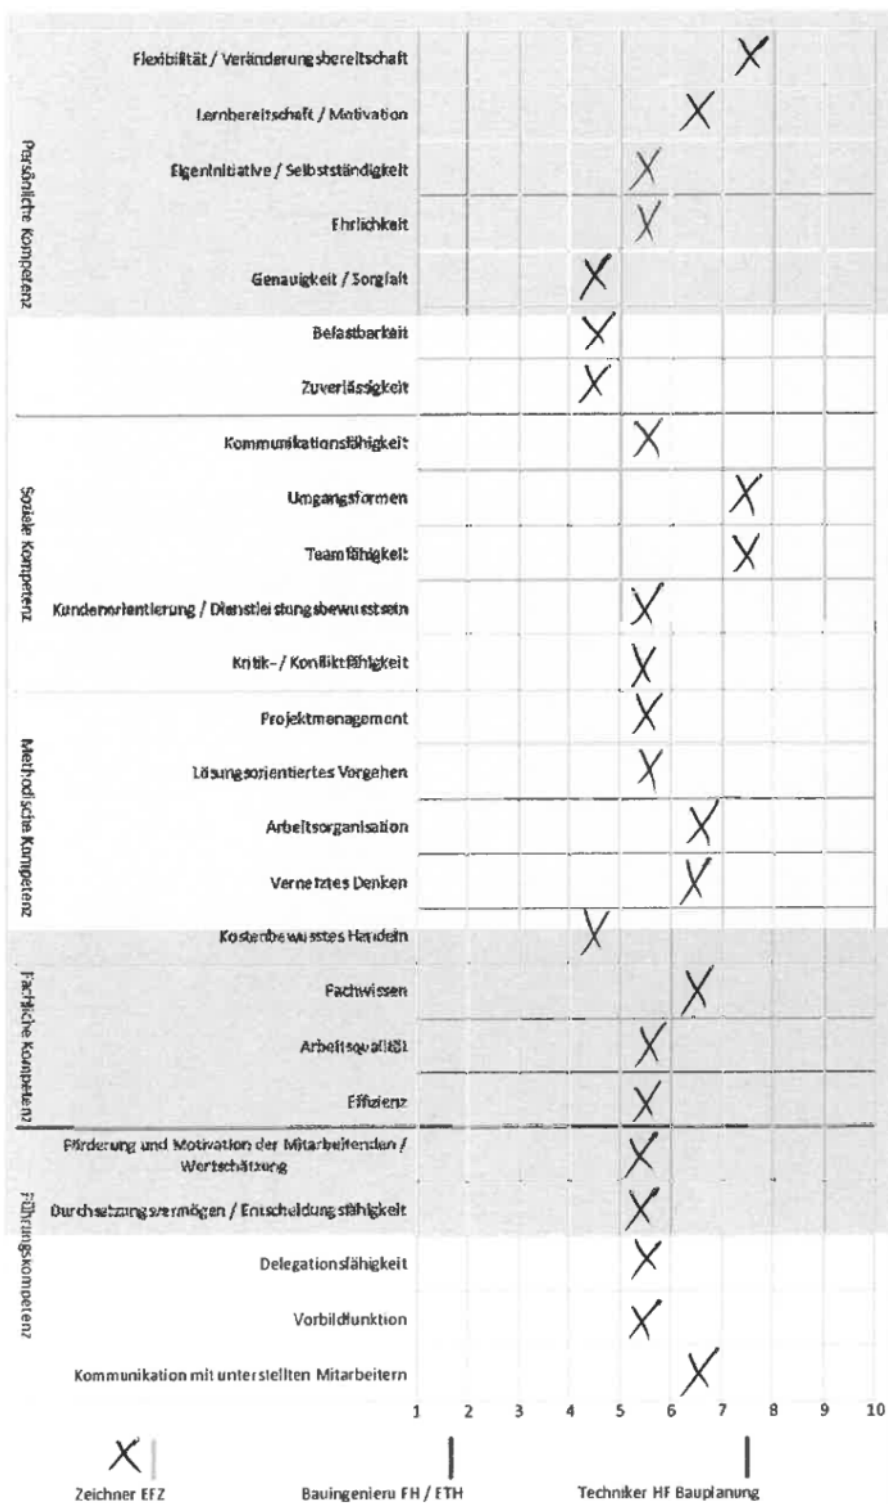 Persönliche Kompetenz
Flexibilität / Veränderungsbereitschaft
Lernbereitschaft / Motivation
Eigeninitiative / Selbstständigkeit
Ehrlichkeit
Genauigkeit / Sorgfalt
Belastbarkeit
Zuverlässigkeit
Soziale Kompetenz
Kommunikationsfähigkeit
Umgangsformen
Teamfähigkeit
Kundenorientierung / Dienstleistungsbewusstsein
Kritik- / Konfliktfähigkeit
Methodische Kompetenz
Projektmanagement
Lösungsorientiertes Vorgehen
Arbeitsorganisation
Vernetztes Denken
Kostenbewusstes Handeln
Fachliche Kompetenz
Fachwissen
Arbeitsqualität
Effizienz
Führungskompetenz
Förderung und Motivation der Mitarbeitenden /
Wertschätzung
Durchsetzungsvermögen / Entscheidungsfähigkeit
Delegationsfähigkeit
Vorbildfunktion
Kommunikation mit unterstellten Mitarbeitern
1 2 3 4 5 6 7 8 9 10
Zeichner EFZ
Bauingenieru FH / ETH
Techniker HF Bauplanung